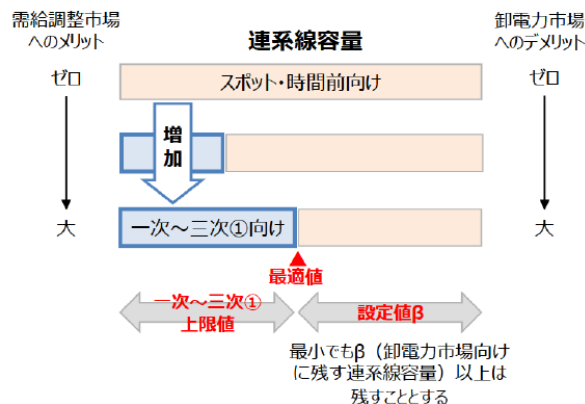 需給調整市場
へのメリット
連系線容量
卸電力市場
へのデメリット
ゼロ
スポット・時間前向け
ゼロ
増
加
大
一次～三次①向け
大
最適値
一次～三次①
上限値
設定値β
最小でもβ（卸電力市場向け
に残す連系線容量）以上は
残すこととする